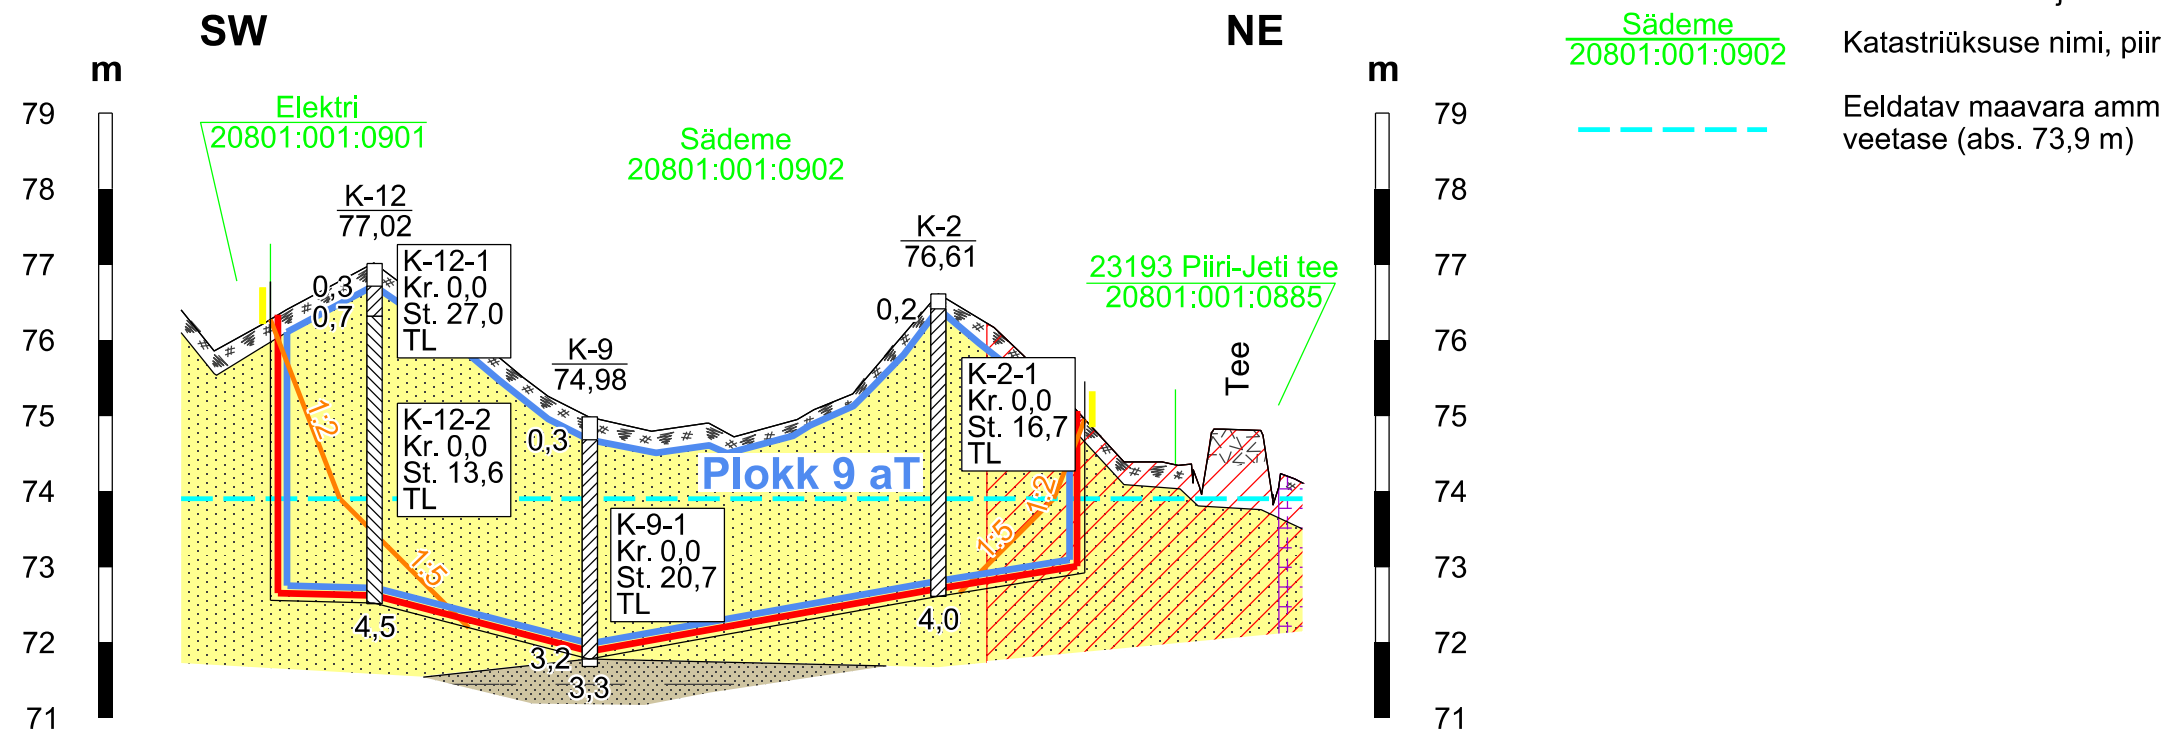 SW
NE
m
m
79
78
77
76
75
74
73
72
71
79
78
77
76
75
74
73
72
71
Elektri
20801:001:0901
Sädeme
20801:001:0902
K-12
77,02
K-12-1
Kr. 0,0
St. 27,0
TL
0,3
0,7
K-12-2
Kr. 0,0
St. 13,6
TL
1:2
1:5
4,5
K-9
74,98
0,3
K-9-1
Kr. 0,0
St. 20,7
TL
3,2
3,3
Plokk 9 aT
K-2
76,61
0,2
K-2-1
Kr. 0,0
St. 16,7
TL
1:2
1:5
4,0
23193 Piiri-Jeti tee
20801:001:0885
Tee
Sädeme
20801:001:0902
Katastriüksuse nimi, piir
Eeldatav maavara amm
veetase (abs. 73,9 m)